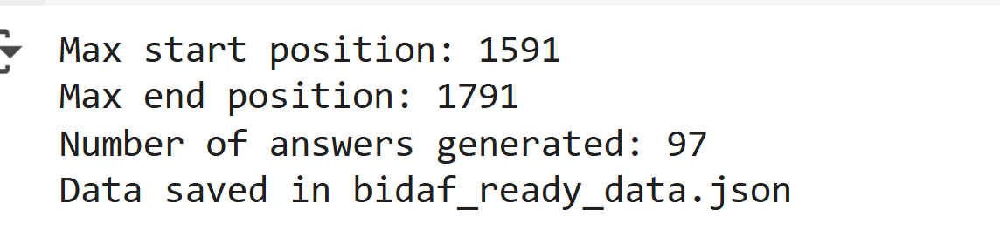 Max start position: 1591
Max end position: 1791
Number of answers generated: 97
Data saved in bidaf_ready_data.json